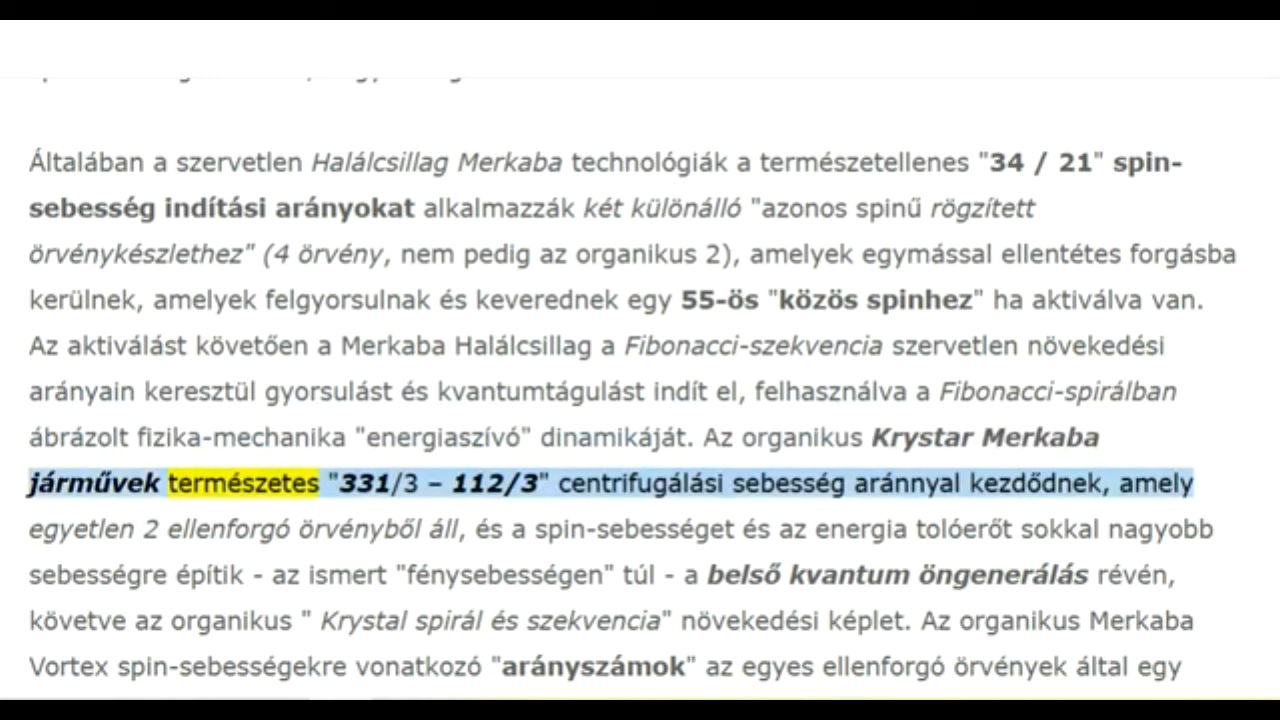 Általában a szervetlen Halálcsillag Merkaba technológiák a természetellenes "34 / 21" spin-
sebesség indítási arányokat alkalmazzák két különálló "azonos spinű rögzített
örvénykészlethez" (4 örvény, nem pedig az organikus 2), amelyek egymással ellentétes forgásba
kerülnek, amelyek felgyorsulnak és keverednek egy 55-ös "közös spinhez" ha aktiválva van.
Az aktiválást követően a Merkaba Halálcsillag a Fibonacci-szekvencia szervetlen növekedési
arányain keresztül gyorsulást és kvantumtágulást indít el, felhasználva a Fibonacci-spirálban
ábrázolt fizika-mechanika "energiaszívó" dinamikáját. Az organikus Krystar Merkaba
járművek természetes "331/3 – 112/3" centrifugálási sebesség aránnyal kezdődnek, amely
egyetlen 2 ellenforgó örvényből áll, és a spin-sebességet és az energia tolóerőt sokkal nagyobb
sebességre építik - az ismert "fénysebességen" túl - a belső kvantum öngenerálás révén,
követve az organikus " Krystal spirál és szekvencia" növekedési képlet. Az organikus Merkaba
Vortex spin-sebességekre vonatkozó "arányszámok" az egyes ellenforgó örvények által egy